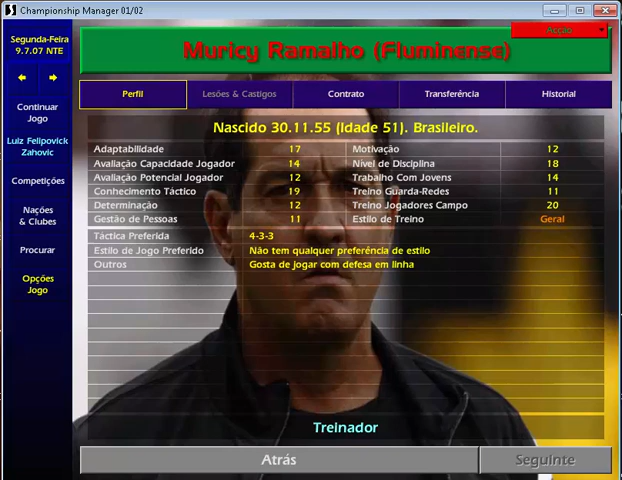 Championship Manager 01/02
Segunda-Feira
9.7.07 NTE
Continuar
Jogo
Luiz Felipovick
Zahovic
Competições
Nações
& Clubes
Procurar
Opções
Jogo
Acção
Muricy Ramalho (Fluminense)
Perfil
Lesões & Castigos
Contrato
Transferência
Historial
Nascido 30.11.55 (Idade 51). Brasileiro.
Adaptabilidade 17 Motivação 12
Avaliação Capacidade Jogador 14 Nível de Disciplina 18
Avaliação Potencial Jogador 12 Trabalho Com Jovens 14
Conhecimento Táctico 19 Treino Guarda-Redes 11
Determinação 12 Treino Jogadores Campo 20
Gestão de Pessoas 11 Estilo de Treino Geral
Táctica Preferida 4-3-3
Estilo de Jogo Preferido Não tem qualquer preferência de estilo
Outros Gosta de jogar com defesa em linha
Treinador
Atrás
Seguinte